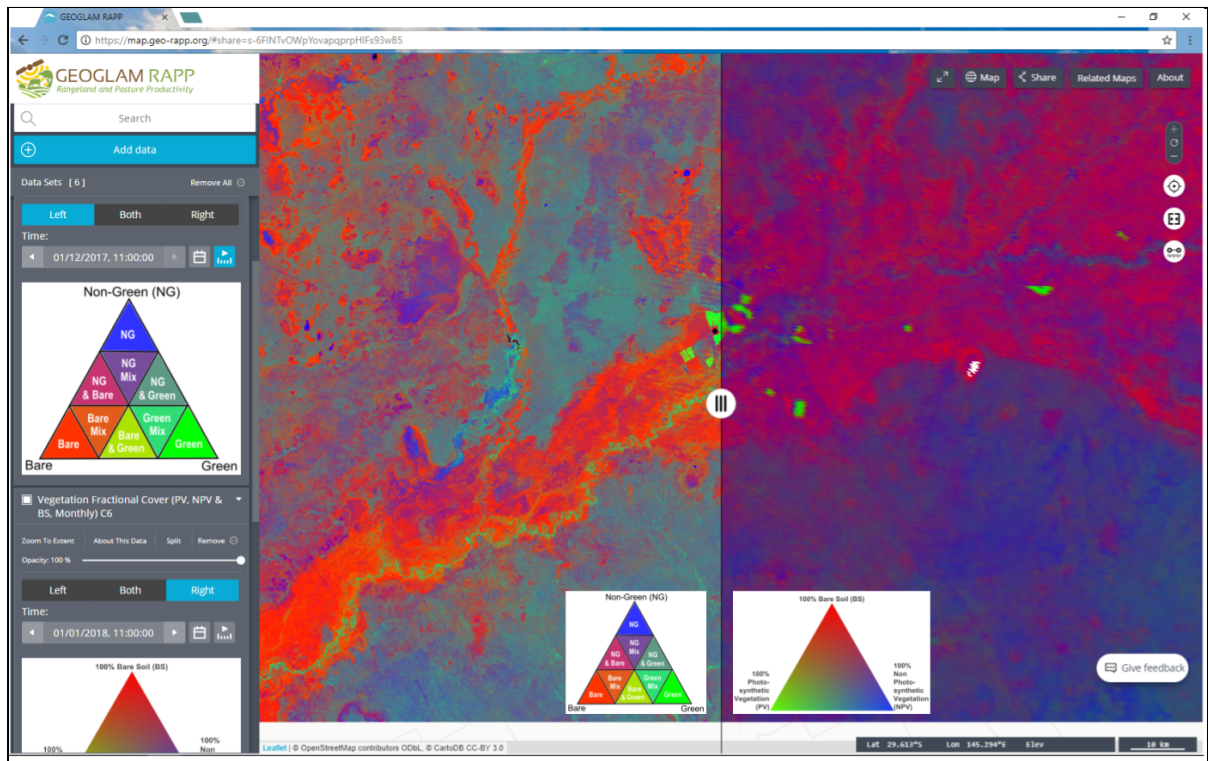 GEOGLAM RAPP
https://map.geo-rapp.org/#share=s-6FlNTvOWpYovapqprpHlFs93wB5
GEOGLAM RAPP
Rangeland and Pasture Productivity
Search
Add data
Data Sets [6]
Remove All
Left Both Right
Time:
01/12/2017, 11:00:00
Non-Green (NG)
NG
NG
Mix
NG
& Bare
NG
& Green
Bare
Mix
Green
Mix
Bare
Bare
& Green
Green
Bare
Green
Vegetation Fractional Cover (PV, NPV &
BS, Monthly) C6
Zoom To Extent About This Data Split Remove
Opacity: 100 %
Left Both Right
Time:
01/01/2018, 11:00:00
100% Bare Soil (BS)
100%
100%
Non
Map
Share
Related Maps
About
Non-Green (NG)
NG
NG
Mix
NG
& Bare
NG
& Green
Bare
Mix
Green
Mix
Bare
Bare
& Green
Green
Bare
Green
100% Bare Soil (BS)
100%
Photo-
synthetic
Vegetation
(PV)
100%
Non
Photo-
synthetic
Vegetation
(NPV)
Give feedback
Leaflet | © OpenStreetMap contributors ODbL, © CartoDB CC-BY 3.0
Lat 29.613°S Lon 145.294°E Elev
10 km